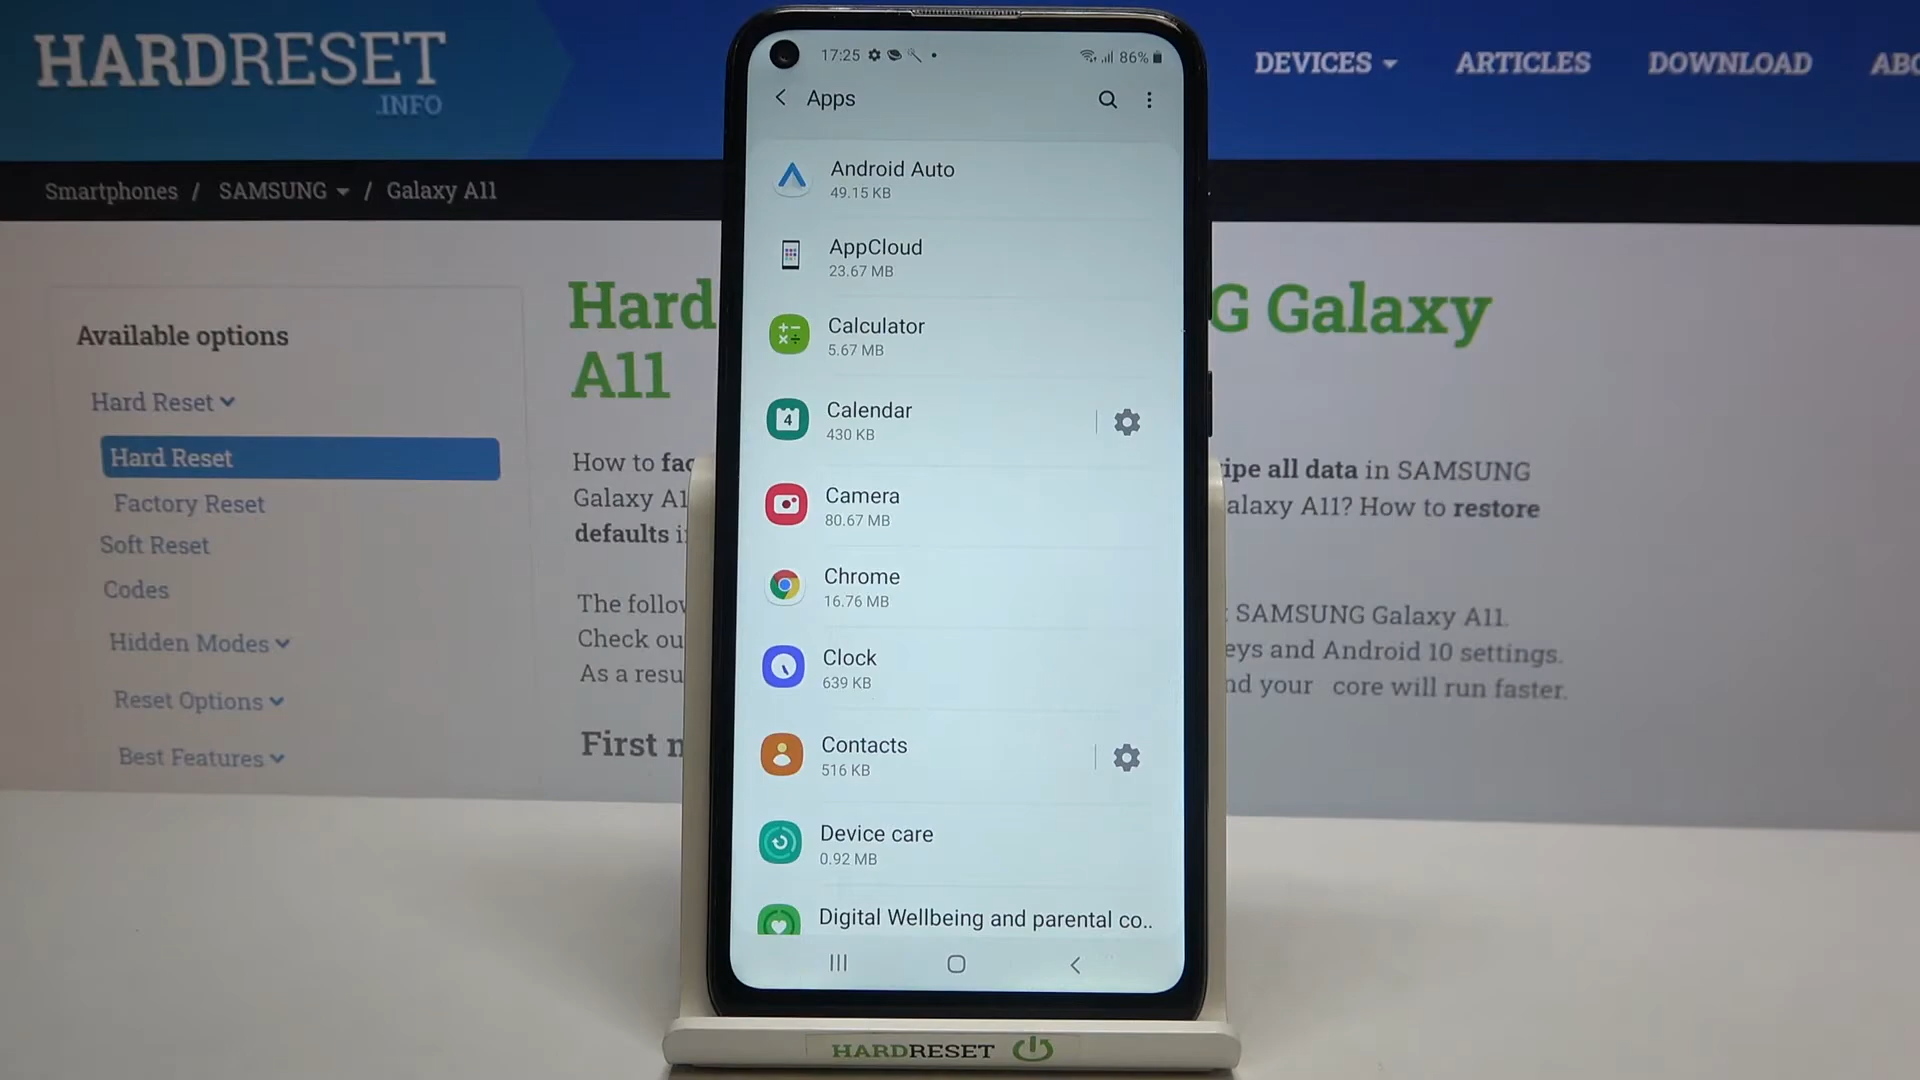 HARDRESET
.INFO
DEVICES
ARTICLES
DOWNLOAD
Smartphones / SAMSUNG / Galaxy A11
Available options
Hard Reset
Hard Reset
Factory Reset
Soft Reset
Codes
Hidden Modes
Reset Options
Best Features
Hard
G Galaxy
A11
How to
Galaxy
defaults
ipe all data in SAMSUNG
alaxy A11? How to restore
The
Check
As a
SAMSUNG Galaxy A11.
eys and Android 10 settings.
nd your core will run faster.
First
17:25
86%
Apps
Android Auto
49.15 KB
AppCloud
23.67 MB
Calculator
5.67 MB
4
Calendar
430 KB
Camera
80.67 MB
Chrome
16.76 MB
Clock
639 KB
Contacts
516 KB
Device care
0.92 MB
Digital Wellbeing and parental co..
HARDRESET